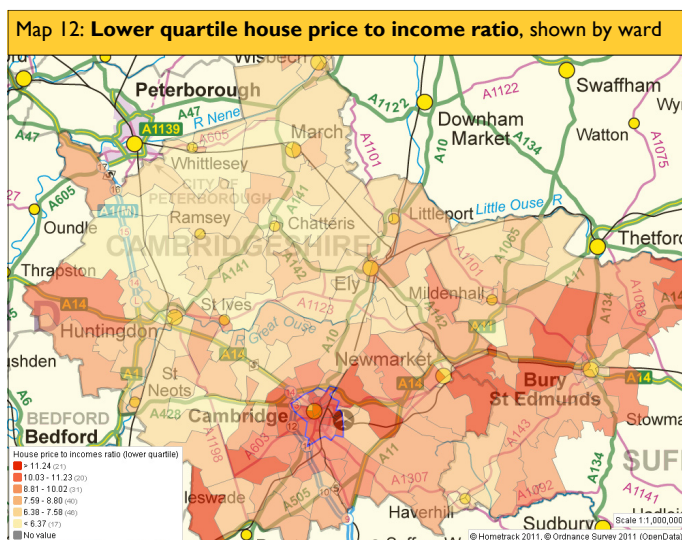 Map 12: Lower quartile house price to income ratio, shown by ward
Wisbech
Peterborough
A47
A1122
A1122
Swaffham
A47
A1139
R Nene
A605
March
A1101
Downham
Market
A10
A134
Watton
A1075
Whittlesey
CITY OF
PETERBOROUGH
A605
A141
Oundle
Ramsey
Chatteris
Littleport
Little Ouse R
A1065
Thetford
CAMBRIDGESHIRE
A142
A141
Thrapston
Ely
A1101
A11
Mildenhall
A134
A1088
A14
A14
St Ives
A1123
Huntingdon
R Great Ouse
A10
A142
A11
A14
Newmarket
A14
St
Neots
A1
A6
A428
Cambridge
Bury
St Edmunds
A14
BEDFORD
Bedford
A603
A1198
A11
A143
A134
A1307
A1092
A505
Haverhill
Sudbury
A1141
House price to incomes ratio (lower quartile)
> 11.24 (21)
10.03 - 11.23 (20)
8.81 - 10.02 (31)
7.59 - 8.80 (40)
6.38 - 7.58 (46)
< 6.37 (17)
No value
Scale 1:1,000,000
© Hometrack 2011, © Ordnance Survey 2011 (OpenData)